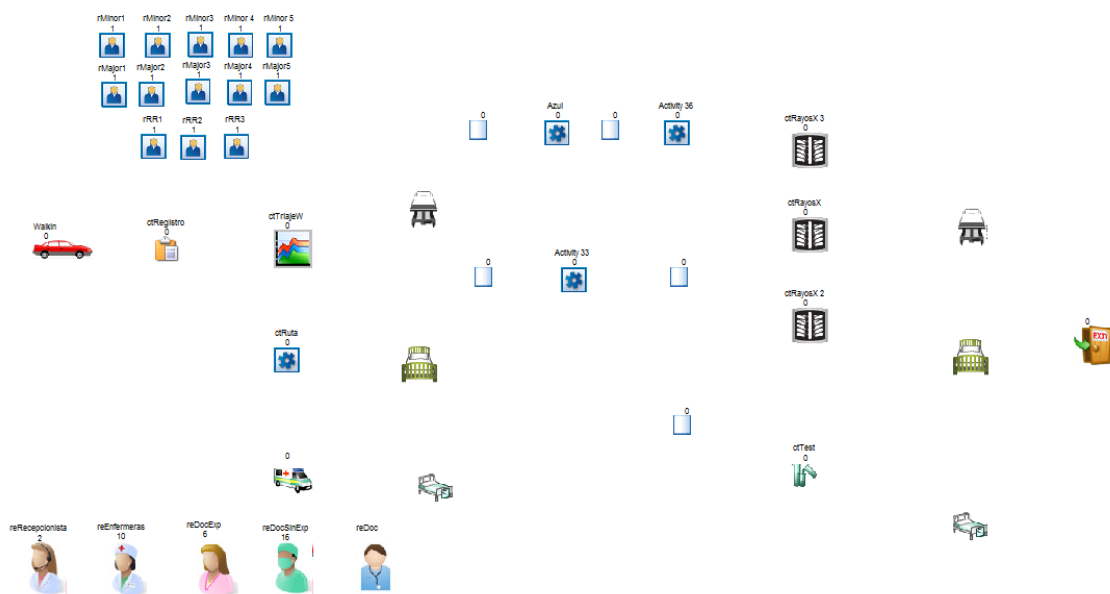 rMinor1 rMinor2 rMinor3 rMinor 4 rMinor 5
1 1 1 1 1
rMajor1 rMajor2 rMajor3 rMajor4 rMajor5
1 1 1 1 1
rRR1 rRR2 rRR3
1 1 1
Azul Activity 36
0 0 0 0
ctRayosX 3
0
Walkin ctRegistro ctTriajeW
0 0 0
ctRayosX
0
Activity 33
0 0 0
ctRayosX 2
0
ctRuta
0
0
EXIT
0
ctTest
0
0
reRecepcionista reEnfermeras reDocExp reDocSinExp reDoc
2 10 6 16